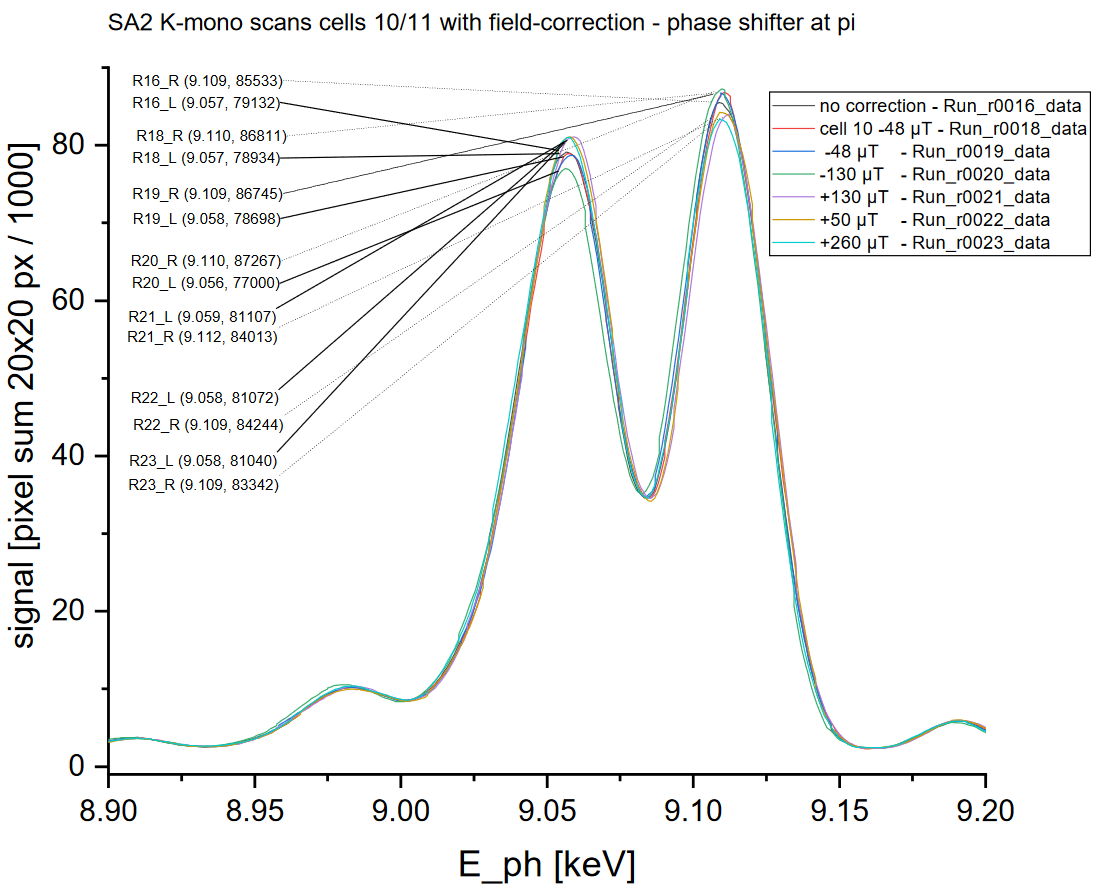 SA2 K-mono scans cells 10/11 with field-correction - phase shifter at pi
R16_R (9.109, 85533)
R16_L (9.057, 79132)
R18_R (9.110, 86811)
R18_L (9.057, 78934)
R19_R (9.109, 86745)
R19_L (9.058, 78698)
R20_R (9.110, 87267)
R20_L (9.056, 77000)
R21_L (9.059, 81107)
R21_R (9.112, 84013)
R22_L (9.058, 81072)
R22_R (9.109, 84244)
R23_L (9.058, 81040)
R23_R (9.109, 83342)
no correction - Run_r0016_data
cell 10 -48 µT - Run_r0018_data
-48 µT - Run_r0019_data
-130 µT - Run_r0020_data
+130 µT - Run_r0021_data
+50 µT - Run_r0022_data
+260 µT - Run_r0023_data
signal [pixel sum 20x20 px / 1000]
80
60
40
20
0
8.90 8.95 9.00 9.05 9.10 9.15 9.20
E_ph [keV]